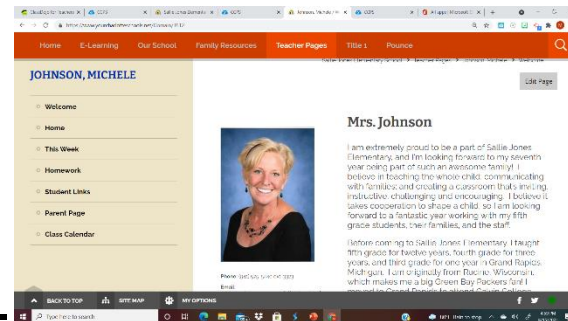 Home E-Learning Our School Family Resources Teacher Pages Title 1 Pounce
JOHNSON, MICHELE
Edit Page
Welcome
Home
This Week
Homework
Student Links
Parent Page
Class Calendar
Mrs. Johnson
I am extremely proud to be a part of Sallie Jones
Elementary, and I'm looking forward to my seventh
year being part of such an awesome family! I
believe in teaching the whole child, communicating
with families, and creating a classroom that's inviting,
instructive, challenging and encouraging. I believe it
takes cooperation to shape a child, so I am looking
forward to a fantastic year working with my fifth
grade students, their families, and the staff.
Before coming to Sallie Jones Elementary, I taught
fifth grade for twelve years, fourth grade for three
years, and third grade for one year in Grand Rapids,
Michigan. I am originally from Racine, Wisconsin,
which makes me a big Green Bay Packers fan! I
Phone:
Email:
BACK TO TOP SITE MAP MY OPTIONS
Type here to search